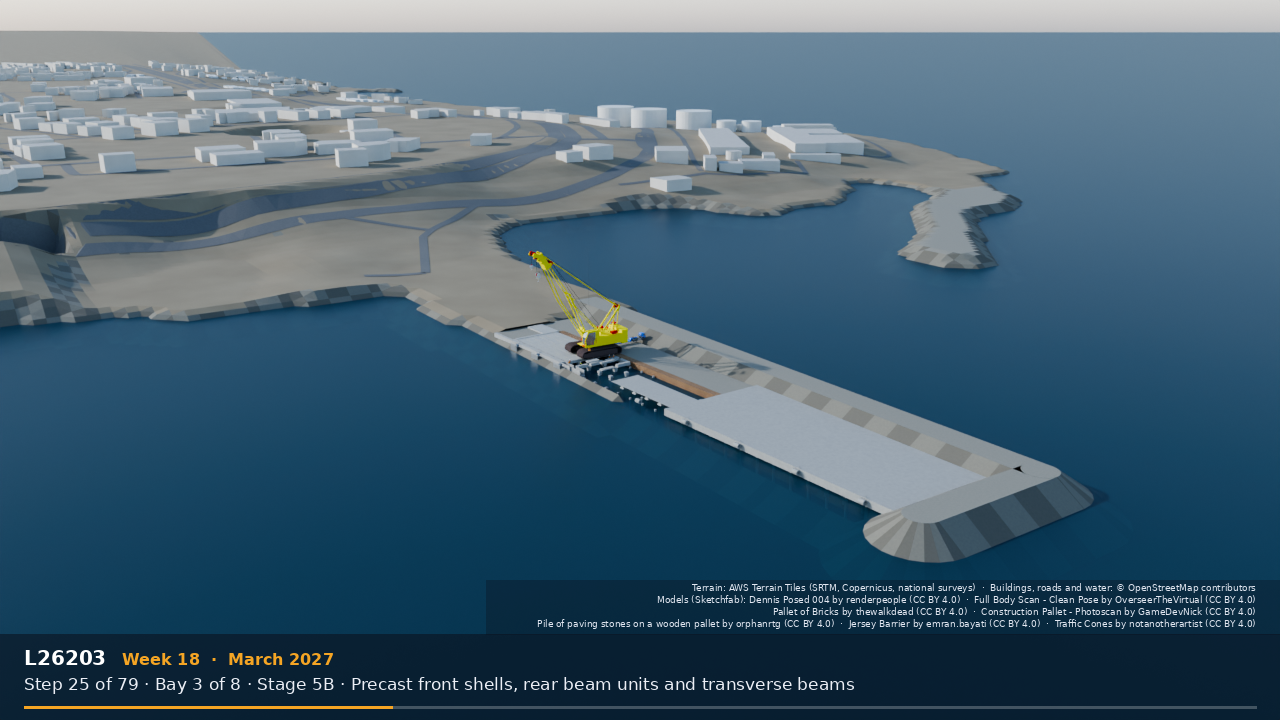 Terrain: AWS Terrain Tiles (SRTM, Copernicus, national surveys) · Buildings, roads and water: © OpenStreetMap contributors
Models (Sketchfab): Dennis Posed 004 by renderpeople (CC BY 4.0) · Full Body Scan - Clean Pose by OverseerTheVirtual (CC BY 4.0)
Pallet of Bricks by thewalkdead (CC BY 4.0) · Construction Pallet - Photoscan by GameDevNick (CC BY 4.0)
Pile of paving stones on a wooden pallet by orphanrtg (CC BY 4.0) · Jersey Barrier by emran.bayati (CC BY 4.0) · Traffic Cones by notanotherartist (CC BY 4.0)
L26203 Week 18 · March 2027
Step 25 of 79 · Bay 3 of 8 · Stage 5B · Precast front shells, rear beam units and transverse beams